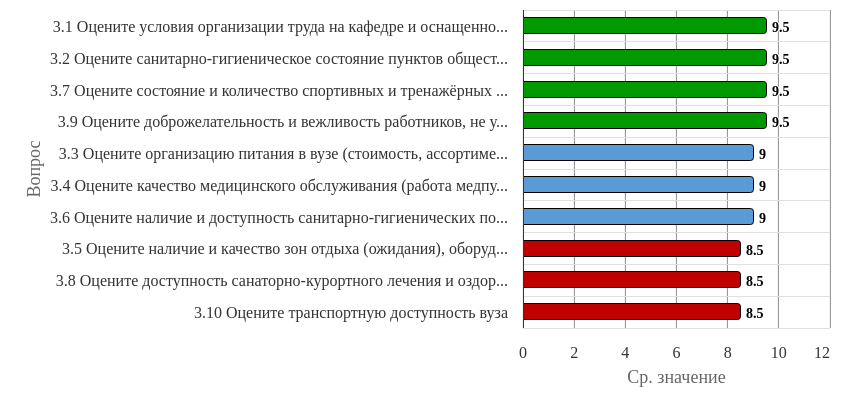 3.1 Оцените условия организации труда на кафедре и оснащенно... 9.5
3.2 Оцените санитарно-гигиеническое состояние пунктов общест... 9.5
3.7 Оцените состояние и количество спортивных и тренажёрных ... 9.5
3.9 Оцените доброжелательность и вежливость работников, не у... 9.5
3.3 Оцените организацию питания в вузе (стоимость, ассортиме... 9
3.4 Оцените качество медицинского обслуживания (работа медпу... 9
3.6 Оцените наличие и доступность санитарно-гигиенических по... 9
3.5 Оцените наличие и качество зон отдыха (ожидания), оборуд... 8.5
3.8 Оцените доступность санаторно-курортного лечения и оздор... 8.5
3.10 Оцените транспортную доступность вуза 8.5
Вопрос
0 2 4 6 8 10 12
Ср. значение